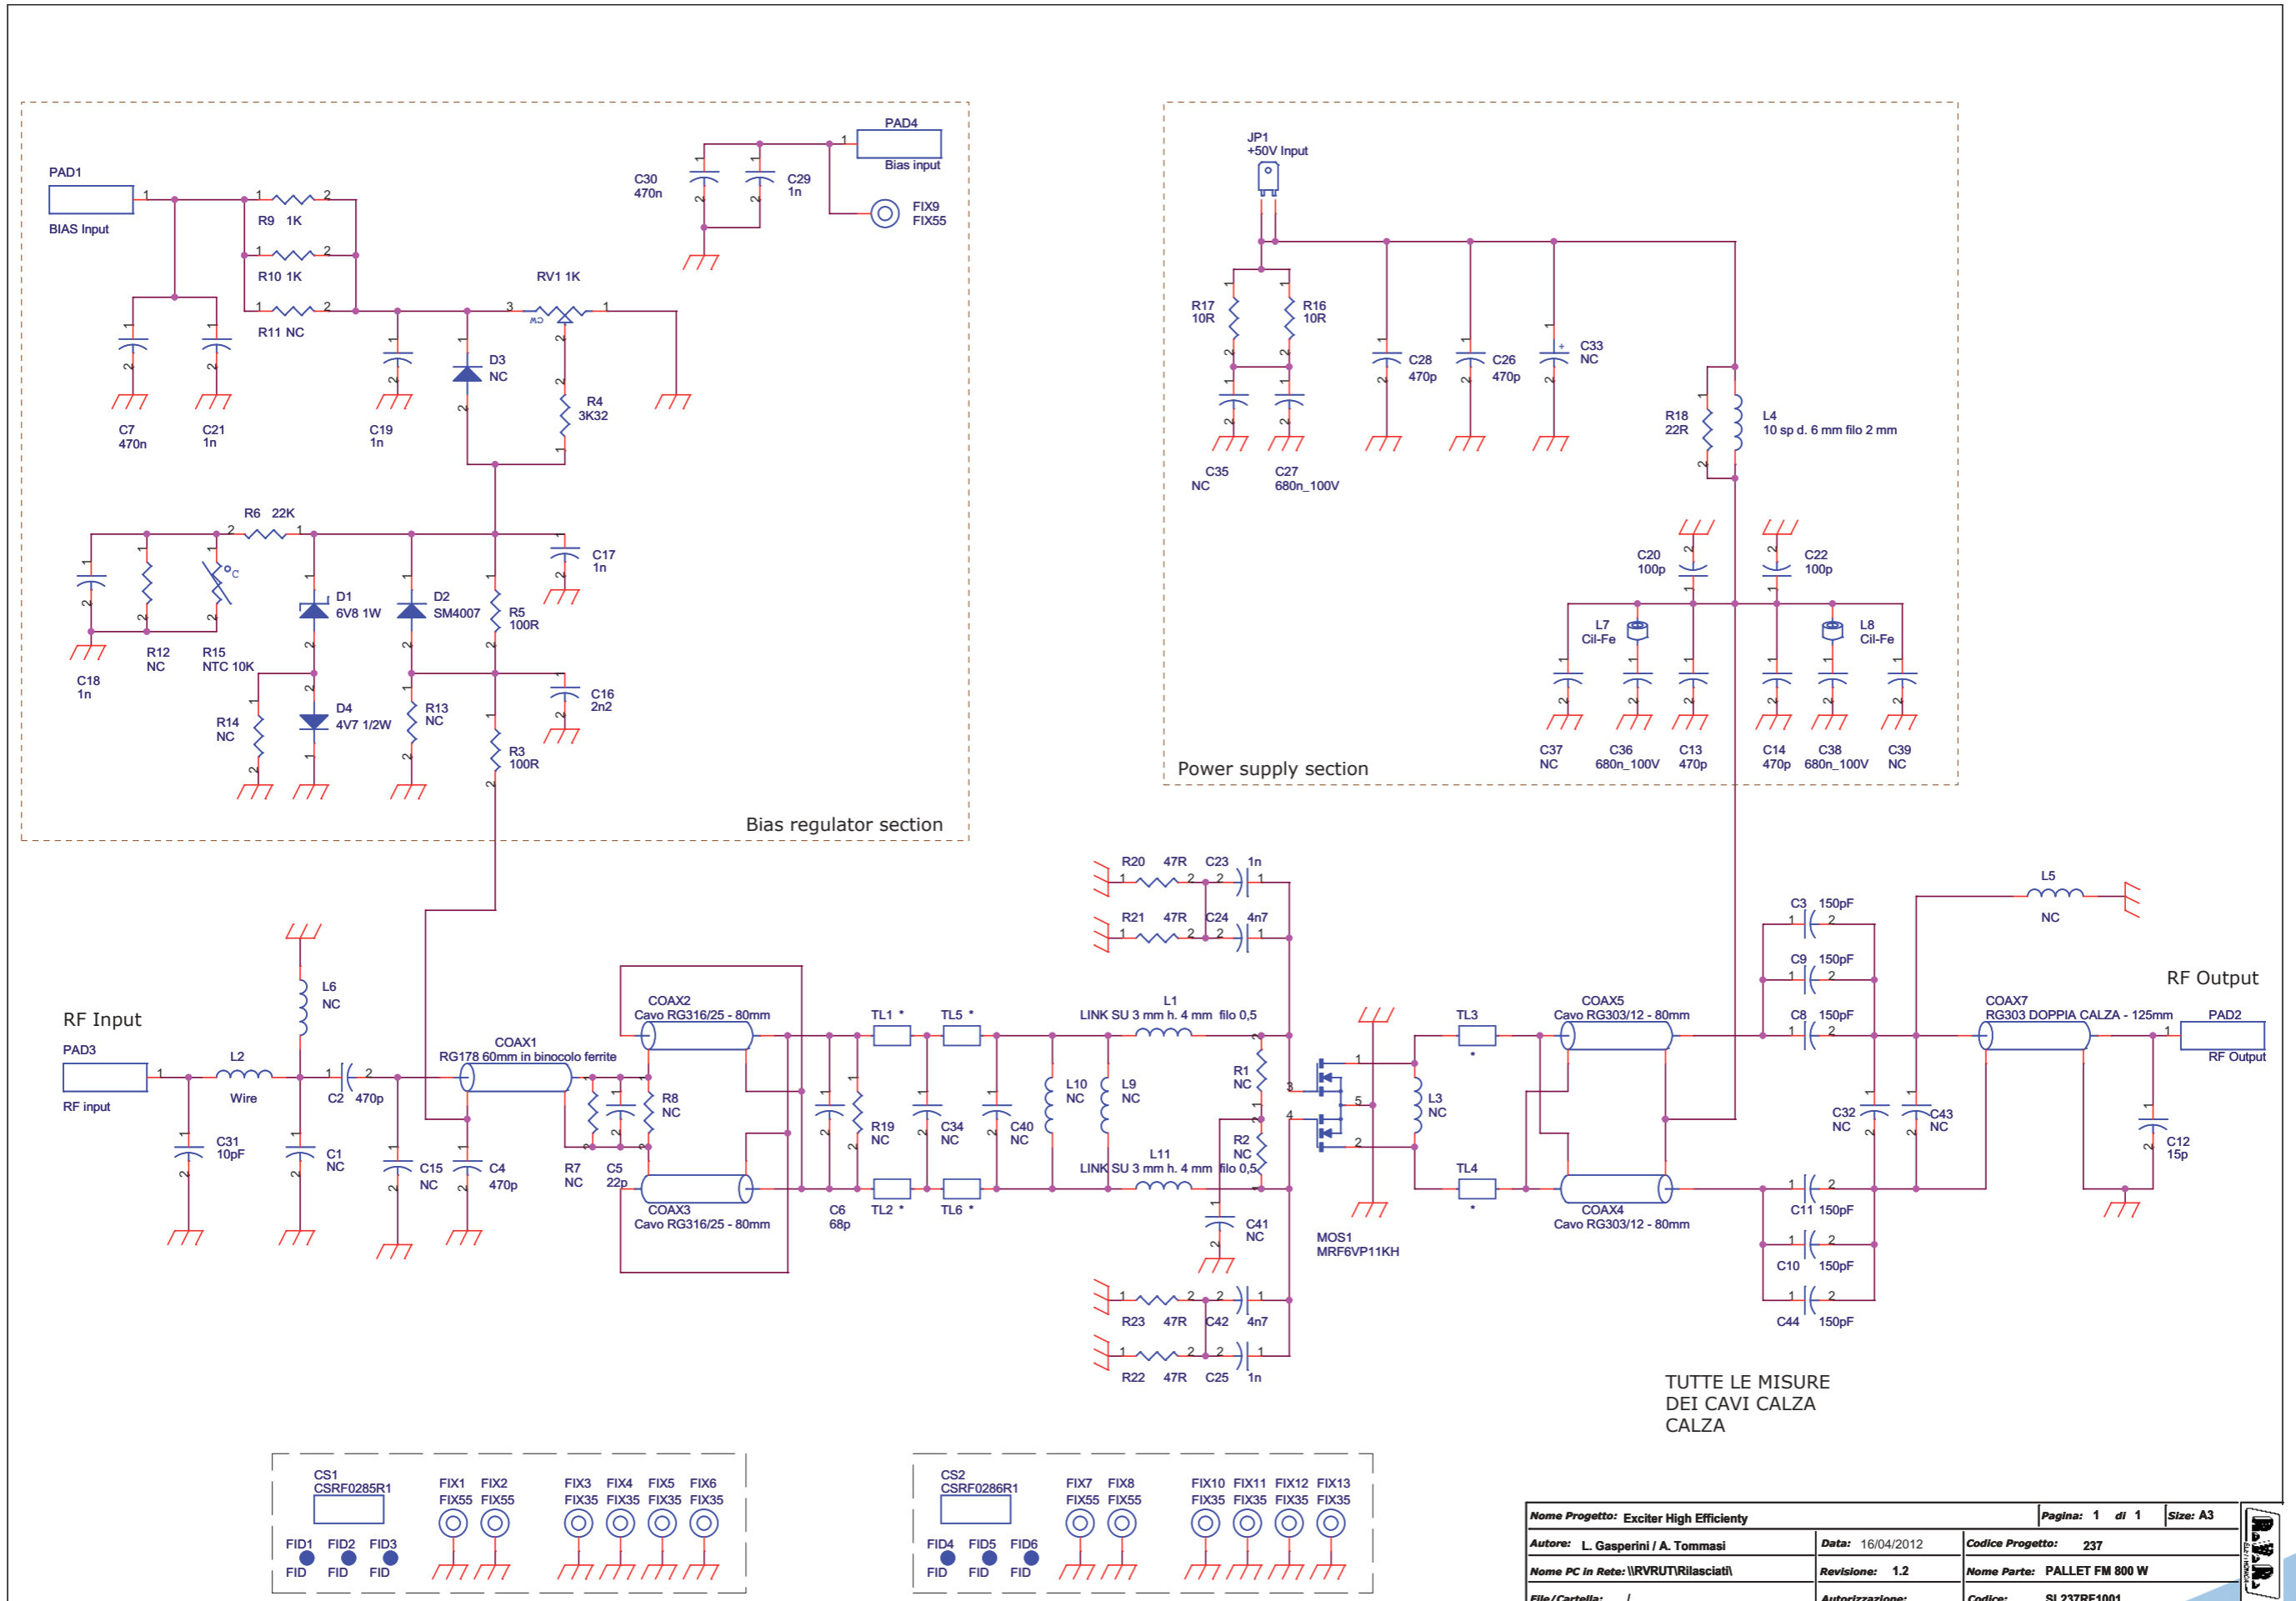 PAD1
BIAS Input
R9 1K
R10 1K
R11 NC
C7
470n
C21
1n
C19
1n
D3
NC
RV1 1K
CW
R4
3K32
C30
470n
C29
1n
PAD4
Bias input
FIX9
FIX55
R6 22K
C18
1n
R12
NC
R15
NTC 10K
°C
D1
6V8 1W
D2
SM4007
R5
100R
C17
1n
R14
NC
D4
4V7 1/2W
R13
NC
C16
2n2
R3
100R
Bias regulator section
JP1
+50V Input
R17
10R
R16
10R
C35
NC
C27
680n_100V
C28
470p
C26
470p
C33
NC
R18
22R
L4
10 sp d. 6 mm filo 2 mm
C20
100p
C22
100p
L7
Cil-Fe
L8
Cil-Fe
C37
NC
C36
680n_100V
C13
470p
C14
470p
C38
680n_100V
C39
NC
Power supply section
RF Input
PAD3
RF input
C31
10pF
L2
Wire
L6
NC
C1
NC
C2 470p
C15
NC
C4
470p
COAX1
RG178 60mm in binocolo ferrite
R7
NC
C5
22p
R8
NC
COAX2
Cavo RG316/25 - 80mm
COAX3
Cavo RG316/25 - 80mm
C6
68p
R19
NC
TL1 *
TL5 *
TL2 *
TL6 *
C34
NC
C40
NC
L10
NC
L9
NC
L1
LINK SU 3 mm h. 4 mm filo 0,5
L11
LINK SU 3 mm h. 4 mm filo 0,5
R20 47R C23 1n
R21 47R C24 4n7
R1
NC
R2
NC
C41
NC
R23 47R C42 4n7
R22 47R C25 1n
MOS1
MRF6VP11KH
L3
NC
TL3
*
TL4
*
COAX5
Cavo RG303/12 - 80mm
COAX4
Cavo RG303/12 - 80mm
C3 150pF
C9 150pF
C8 150pF
C11 150pF
C10 150pF
C44 150pF
C32
NC
C43
NC
L5
NC
COAX7
RG303 DOPPIA CALZA - 125mm
C12
15p
RF Output
PAD2
RF Output
TUTTE LE MISURE
DEI CAVI CALZA
CALZA
CS1
CSRF0285R1
FID1 FID2 FID3
FID FID FID
FIX1 FIX2 FIX3 FIX4 FIX5 FIX6
FIX55 FIX55 FIX35 FIX35 FIX35 FIX35
CS2
CSRF0286R1
FID4 FID5 FID6
FID FID FID
FIX7 FIX8 FIX10 FIX11 FIX12 FIX13
FIX55 FIX55 FIX35 FIX35 FIX35 FIX35
Nome Progetto: Exciter High Efficienty Pagina: 1 di 1 Size: A3
Autore: L. Gasperini / A. Tommasi Data: 16/04/2012 Codice Progetto: 237
Nome PC in Rete: \\RVRUT\Rilasciati\ Revisione: 1.2 Nome Parte: PALLET FM 800 W
File/Cartella: / Autorizzazione: Codice: SL237RF1001